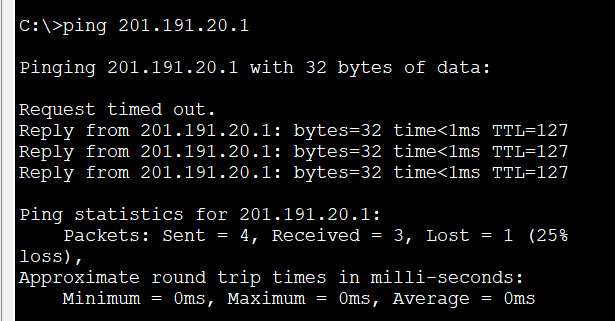 C:\>ping 201.191.20.1
Pinging 201.191.20.1 with 32 bytes of data:
Request timed out.
Reply from 201.191.20.1: bytes=32 time<1ms TTL=127
Reply from 201.191.20.1: bytes=32 time<1ms TTL=127
Reply from 201.191.20.1: bytes=32 time<1ms TTL=127
Ping statistics for 201.191.20.1:
    Packets: Sent = 4, Received = 3, Lost = 1 (25%
loss),
Approximate round trip times in milli-seconds:
    Minimum = 0ms, Maximum = 0ms, Average = 0ms